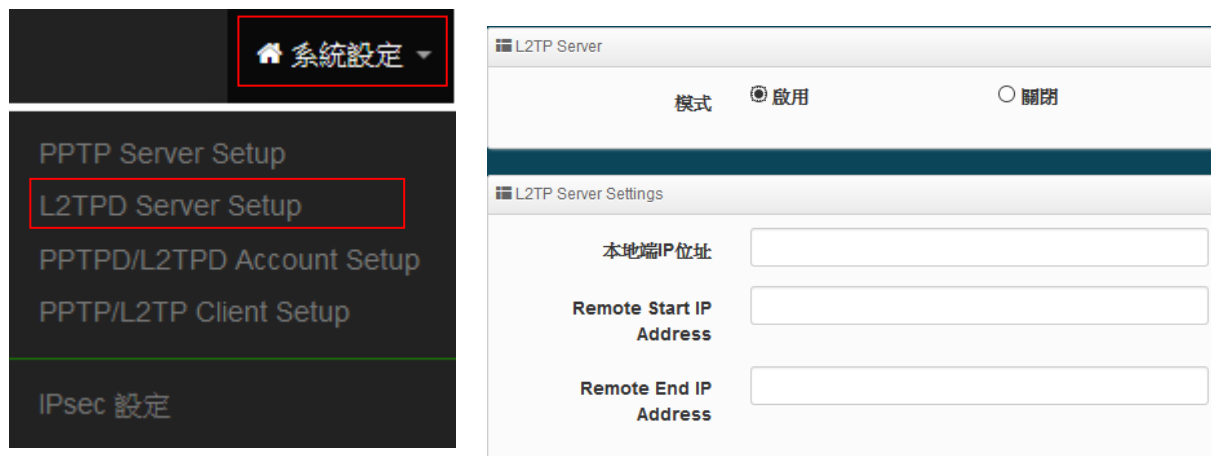 系統設定
PPTP Server Setup
L2TPD Server Setup
PPTPD/L2TPD Account Setup
PPTP/L2TP Client Setup
IPsec 設定
L2TP Server
模式 啟用 關閉
L2TP Server Settings
本地端IP位址
Remote Start IP
Address
Remote End IP
Address